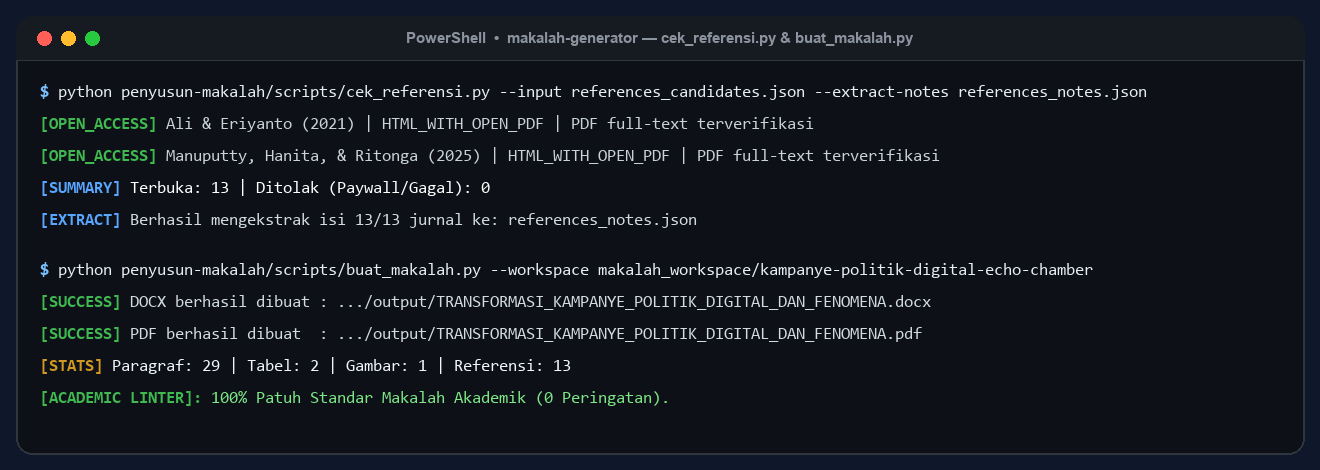 PowerShell • makalah-generator — cek_referensi.py & buat_makalah.py
$ python penyusun-makalah/scripts/cek_referensi.py --input references_candidates.json --extract-notes references_notes.json
[OPEN_ACCESS] Ali & Eriyanto (2021) | HTML_WITH_OPEN_PDF | PDF full-text terverifikasi
[OPEN_ACCESS] Manuputty, Hanita, & Ritonga (2025) | HTML_WITH_OPEN_PDF | PDF full-text terverifikasi
[SUMMARY] Terbuka: 13 | Ditolak (Paywall/Gagal): 0
[EXTRACT] Berhasil mengekstrak isi 13/13 jurnal ke: references_notes.json
$ python penyusun-makalah/scripts/buat_makalah.py --workspace makalah_workspace/kampanye-politik-digital-echo-chamber
[SUCCESS] DOCX berhasil dibuat : .../output/TRANSFORMASI_KAMPANYE_POLITIK_DIGITAL_DAN_FENOMENA.docx
[SUCCESS] PDF berhasil dibuat  : .../output/TRANSFORMASI_KAMPANYE_POLITIK_DIGITAL_DAN_FENOMENA.pdf
[STATS] Paragraf: 29 | Tabel: 2 | Gambar: 1 | Referensi: 13
[ACADEMIC LINTER]: 100% Patuh Standar Makalah Akademik (0 Peringatan).